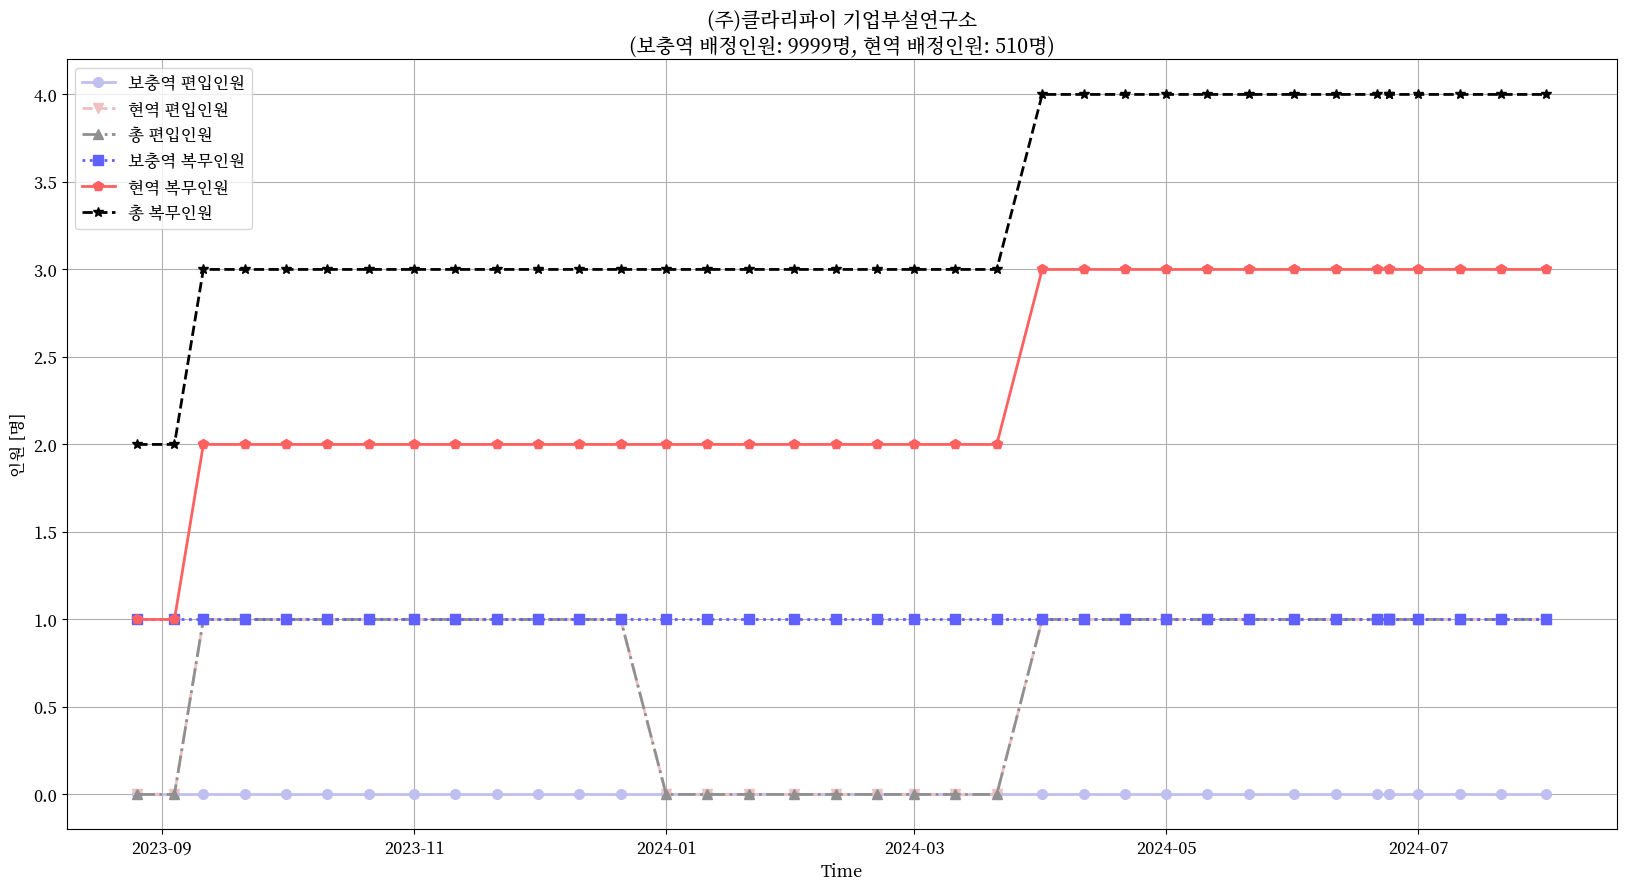 (주)클라리파이 기업부설연구소
(보충역 배정인원: 9999명, 현역 배정인원: 510명)
보충역 편입인원
현역 편입인원
총 편입인원
보충역 복무인원
현역 복무인원
총 복무인원
4.0
3.5
3.0
2.5
2.0
1.5
1.0
0.5
0.0
인원 [명]
2023-09
2023-11
2024-01
2024-03
2024-05
2024-07
Time